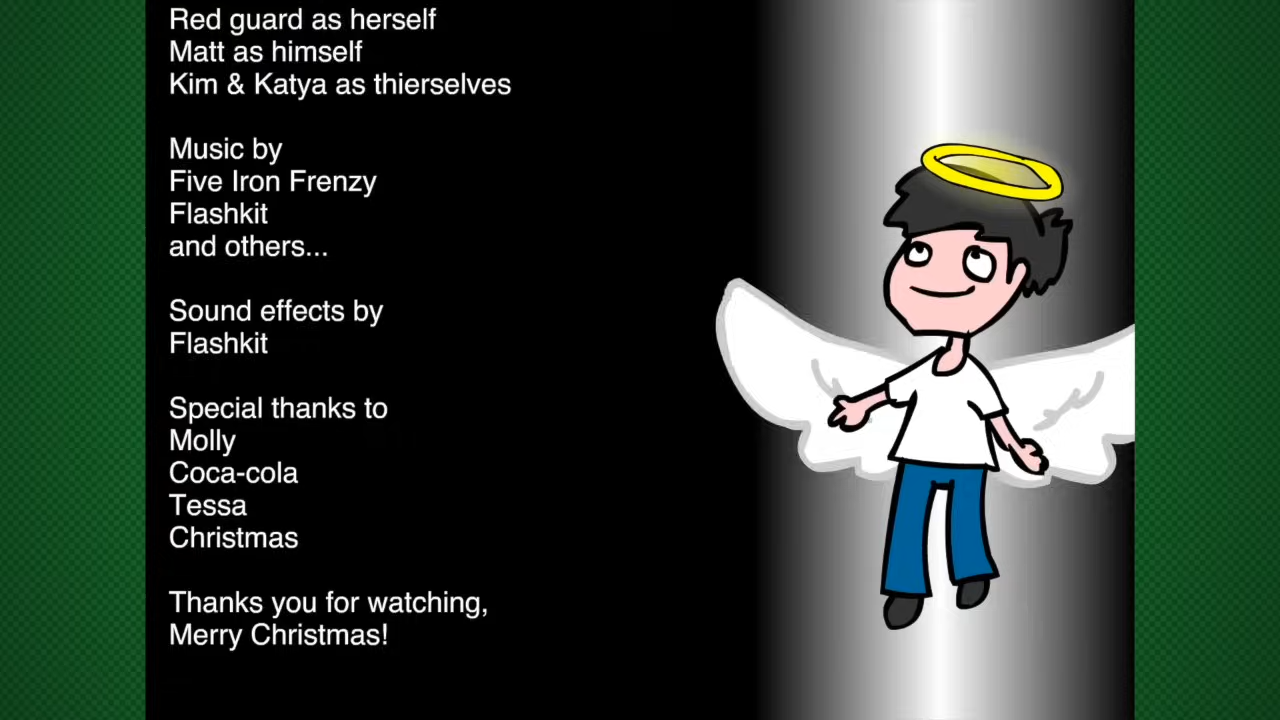 Red guard as herself
Matt as himself
Kim & Katya as thierselves
Music by
Five Iron Frenzy
Flashkit
and others...
Sound effects by
Flashkit
Special thanks to
Molly
Coca-cola
Tessa
Christmas
Thanks you for watching,
Merry Christmas!